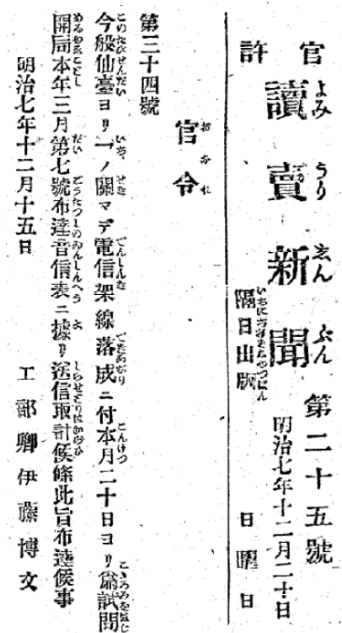 官許
讀賣新聞 第二十五號
明治七年十二月二十日 日曜日
隔日出版
官令
第三十四號
今般仙臺ヨリ一ノ關マデ電信架線落成ニ付本月二十日ヨリ爲試問
開局本年三月第七號布達音信表ニ據リ送信取計候條此旨布達候事
明治七年十二月十五日
工部卿伊藤博文